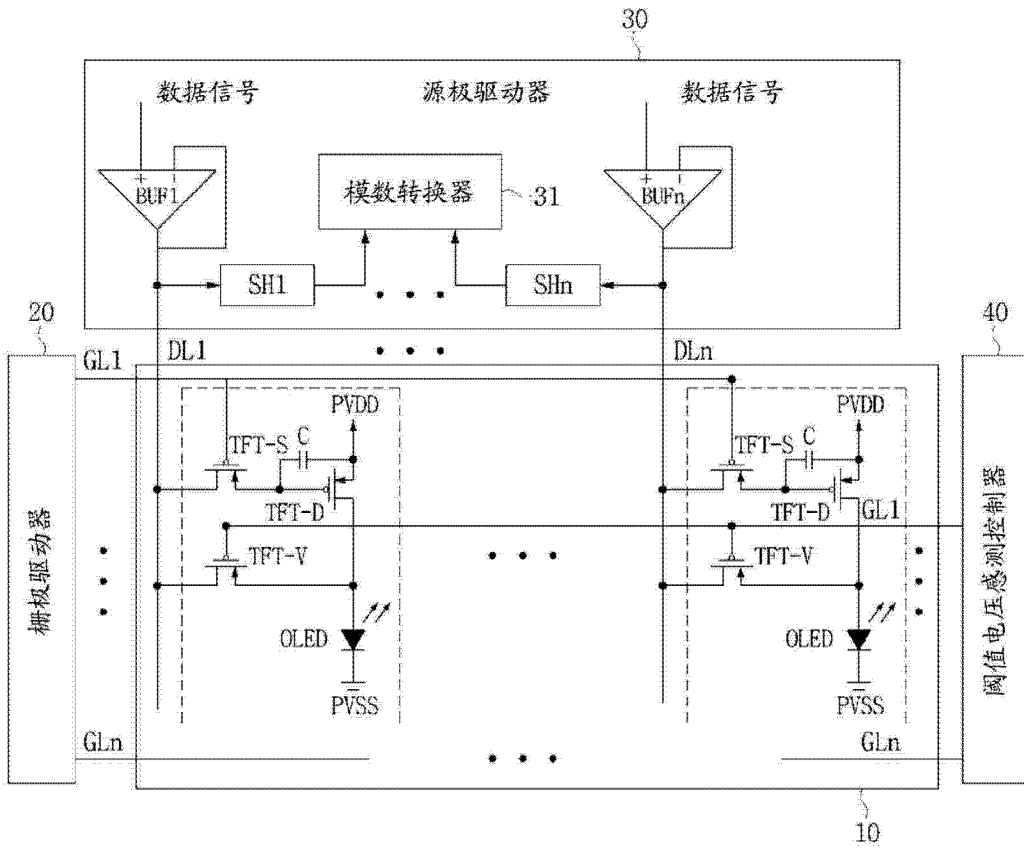 30
数据信号
源极驱动器
数据信号
+ -
BUF1
模数转换器
31
+ -
BUFn
SH1
SHn
20
40
GL1
DL1
DLn
PVDD
PVDD
TFT-S
C
TFT-S
C
TFT-D
TFT-D
GL1
栅极驱动器
TFT-V
TFT-V
阈值电压感测控制器
OLED
OLED
PVSS
PVSS
GLn
GLn
10